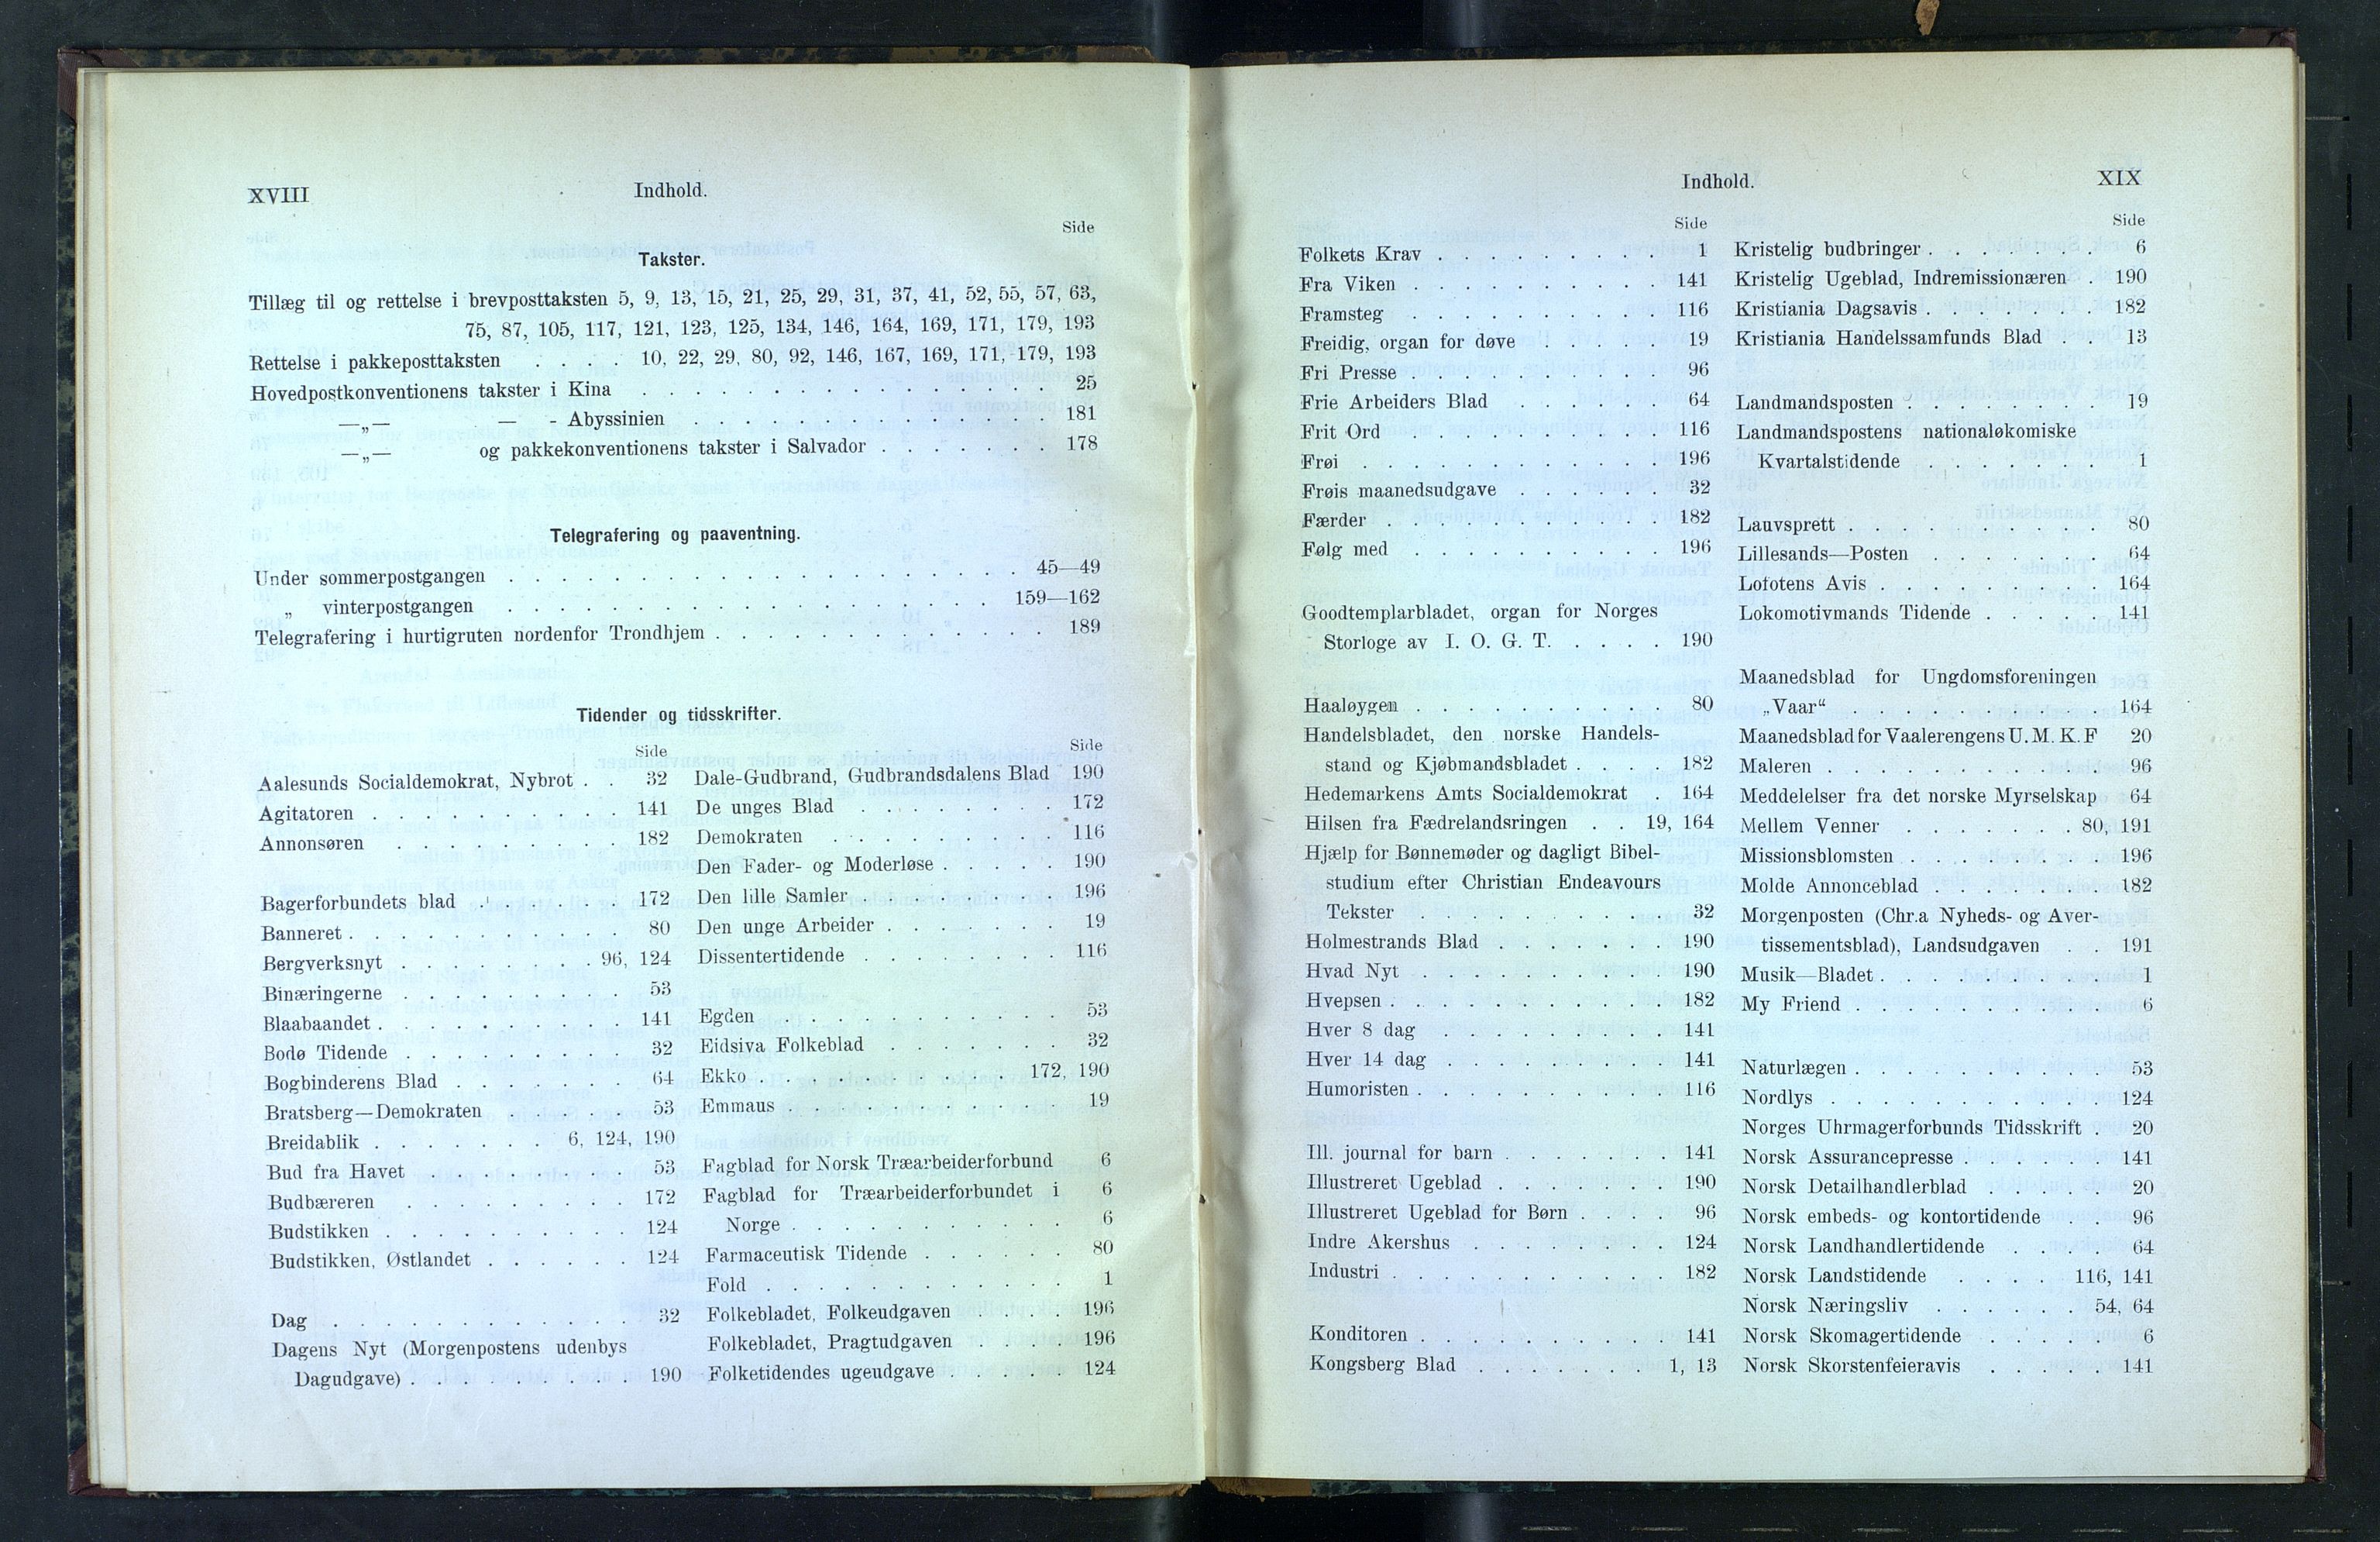 XVIII
Indhold.
Side
Takster.
Tillæg til og rettelse i brevposttaksten 5, 9, 13, 15, 21, 25, 29, 31, 37, 41, 52, 55, 57, 63,
75, 87, 105, 117, 121, 123, 125, 134, 146, 164, 169, 171, 179, 193
Rettelse i pakkeposttaksten . . . . 10, 22, 29, 80, 92, 146, 167, 169, 171, 179, 193
Hovedpostkonventionens takster i Kina . . . . . . . . . . . . . . . . 25
—„— — - Abyssinien . . . . . . . . . . . . . . 181
—„— og pakkekonventionens takster i Salvador . . . . . . . 178
Telegrafering og paaventning.
Under sommerpostgangen . . . . . . . . . . . . . . . . . . . . 45—49
„ vinterpostgangen . . . . . . . . . . . . . . . . . . . 159—162
Telegrafering i hurtigruten nordenfor Trondhjem . . . . . . . . . . . . . 189
Tidender og tidsskrifter.
Side
Aalesunds Socialdemokrat, Nybrot . . 32
Agitatoren . . . . . . . . . . 141
Annonsøren . . . . . . . . . 182
Bagerforbundets blad . . . . . . 172
Banneret . . . . . . . . . . . 80
Bergverksnyt . . . . . . . . 96, 124
Binæringerne . . . . . . . . . 53
Blaabaandet . . . . . . . . . . 141
Bodø Tidende . . . . . . . . . 32
Bogbinderens Blad . . . . . . . 64
Bratsberg—Demokraten . . . . . . 53
Breidablik . . . . . . . 6, 124, 190
Bud fra Havet . . . . . . . . 53
Budbæreren . . . . . . . . . 172
Budstikken . . . . . . . . . . 124
Budstikken, Østlandet . . . . . . 124
Dag . . . . . . . . . . . . 32
Dagens Nyt (Morgenpostens udenbys
Dagudgave) . . . . . . . . . 190
Side
Dale-Gudbrand, Gudbrandsdalens Blad 190
De unges Blad . . . . . . . . 172
Demokraten . . . . . . . . . 116
Den Fader- og Moderløse . . . . . 190
Den lille Samler . . . . . . . . 196
Den unge Arbeider . . . . . . . 19
Dissentertidende . . . . . . . . 116
Egden . . . . . . . . . . . 53
Eidsiva Folkeblad . . . . . . . 32
Ekko . . . . . . . . . . 172, 190
Emmaus . . . . . . . . . . . 19
Fagblad for Norsk Træarbeiderforbund 6
Fagblad for Træarbeiderforbundet i 6
Norge . . . . . . . . . . . 6
Farmaceutisk Tidende . . . . . . 80
Fold . . . . . . . . . . . . 1
Folkebladet, Folkeudgaven . . . . 196
Folkebladet, Pragtudgaven . . . . 196
Folketidendes ugeudgave . . . . . 124
Indhold.
XIX
Side
Folkets Krav . . . . . . . . . 1
Fra Viken . . . . . . . . . . 141
Framsteg . . . . . . . . . . 116
Freidig, organ for døve . . . . 19
Fri Presse . . . . . . . . . . 96
Frie Arbeiders Blad . . . . . . 64
Frit Ord . . . . . . . . . . 116
Frøi . . . . . . . . . . . . 196
Frøis maanedsudgave . . . . . . 32
Færder . . . . . . . . . . . 182
Følg med . . . . . . . . . . 196
Goodtemplarbladet, organ for Norges
Storloge av I. O. G. T. . . . . 190
Haaløygen . . . . . . . . . . 80
Handelsbladet, den norske Handels-
stand og Kjøbmandsbladet . . . . 182
Hedemarkens Amts Socialdemokrat . 164
Hilsen fra Fædrelandsringen . . 19, 164
Hjælp for Bønnemøder og dagligt Bibel-
studium efter Christian Endeavours
Tekster . . . . . . . . . . 32
Holmestrands Blad . . . . . . . 190
Hvad Nyt . . . . . . . . . . 190
Hvepsen . . . . . . . . . . . 182
Hver 8 dag . . . . . . . . . . 141
Hver 14 dag . . . . . . . . . 141
Humoristen . . . . . . . . . . 116
Ill. journal for barn . . . . . . . 141
Illustreret Ugeblad . . . . . . . 190
Illustreret Ugeblad for Børn . . . . 96
Indre Akershus . . . . . . . . 124
Industri . . . . . . . . . . . 182
Konditoren . . . . . . . . . . 141
Kongsberg Blad . . . . . . . 1, 13
Side
Kristelig budbringer . . . . . . . 6
Kristelig Ugeblad, Indremissionæren . 190
Kristiania Dagsavis . . . . . . . 182
Kristiania Handelssamfunds Blad . . 13
Landmandsposten . . . . . . . . 19
Landmandspostens nationaløkomiske
Kvartalstidende . . . . . . . 1
Lauvsprett . . . . . . . . . . 80
Lillesands—Posten . . . . . . . 64
Lofotens Avis . . . . . . . . . 164
Lokomotivmands Tidende . . . . . 141
Maanedsblad for Ungdomsforeningen
„Vaar“ . . . . . . . . . . 164
Maanedsblad for Vaalerengens U. M. K. F 20
Maleren . . . . . . . . . . . 96
Meddelelser fra det norske Myrselskap 64
Mellem Venner . . . . . . . 80, 191
Missionsblomsten . . . . . . . . 196
Molde Annonceblad . . . . . . . 182
Morgenposten (Chr.a Nyheds- og Aver-
tissementsblad), Landsudgaven . . 191
Musik—Bladet . . . . . . . . . 1
My Friend . . . . . . . . . . 6
Naturlægen . . . . . . . . . . 53
Nordlys . . . . . . . . . . . 124
Norges Uhrmagerforbunds Tidsskrift . 20
Norsk Assurancepresse . . . . . . 141
Norsk Detailhandlerblad . . . . . 20
Norsk embeds- og kontortidende . . 96
Norsk Landhandlertidende . . . . 64
Norsk Landstidende . . . . 116, 141
Norsk Næringsliv . . . . . . 54, 64
Norsk Skomagertidende . . . . . 6
Norsk Skorstenfeieravis . . . . . 141